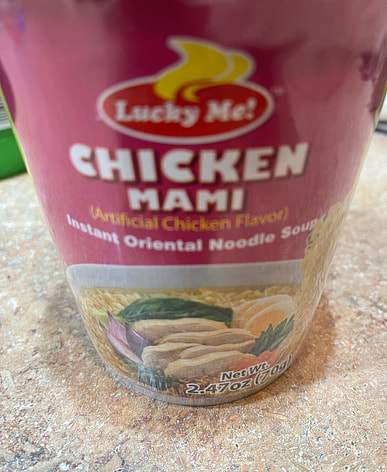 Lucky Me!
CHICKEN
MAMI
(Artificial Chicken Flavor)
Instant Oriental Noodle Soup
Net Wt.
2.47oz (70g)